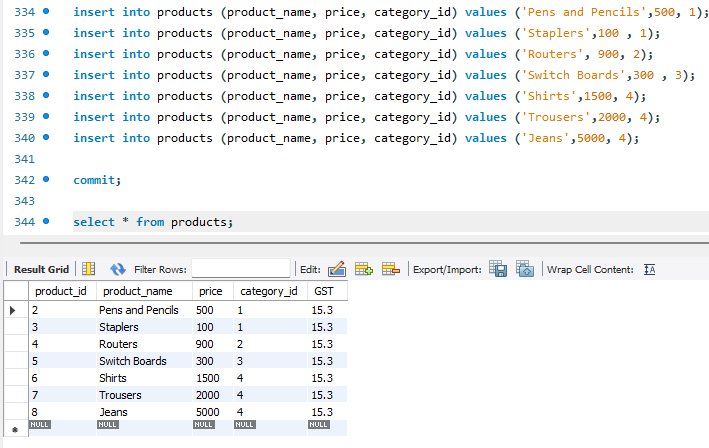 334 insert into products (product_name, price, category_id) values ('Pens and Pencils',500, 1);
335 insert into products (product_name, price, category_id) values ('Staplers',100 , 1);
336 insert into products (product_name, price, category_id) values ('Routers', 900, 2);
337 insert into products (product_name, price, category_id) values ('Switch Boards',300 , 3);
338 insert into products (product_name, price, category_id) values ('Shirts',1500, 4);
339 insert into products (product_name, price, category_id) values ('Trousers',2000, 4);
340 insert into products (product_name, price, category_id) values ('Jeans',5000, 4);
341
342 commit;
343
344 select * from products;
Result Grid Filter Rows: Edit: Export/Import: Wrap Cell Content: IA
product_id product_name price category_id GST
2 Pens and Pencils 500 1 15.3
3 Staplers 100 1 15.3
4 Routers 900 2 15.3
5 Switch Boards 300 3 15.3
6 Shirts 1500 4 15.3
7 Trousers 2000 4 15.3
8 Jeans 5000 4 15.3
NULL NULL NULL NULL NULL